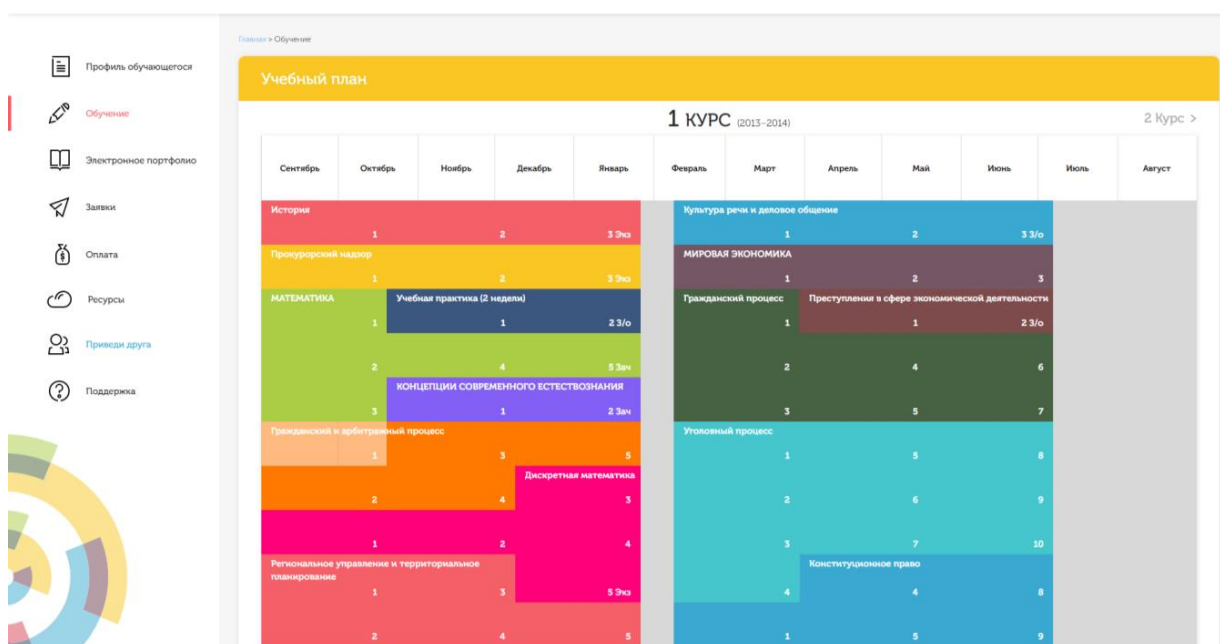 Главная > Обучение
Профиль обучающегося
Обучение
Электронное портфолио
Заявки
Оплата
Ресурсы
Приведи друга
Поддержка
Учебный план
1 КУРС (2013-2014)
2 Курс >
Сентябрь Октябрь Ноябрь Декабрь Январь Февраль Март Апрель Май Июнь Июль Август
История
1 2 3 Экз
Культура речи и деловое общение
1 2 3 З/о
Прокурорский надзор
1 2 3 Экз
МИРОВАЯ ЭКОНОМИКА
1 2 3
МАТЕМАТИКА Учебная практика (2 недели)
1 1 2 З/о
Гражданский процесс Преступления в сфере экономической деятельности
1 1 2 З/о
2 4 5 Зач
2 4 6
КОНЦЕПЦИИ СОВРЕМЕННОГО ЕСТЕСТВОЗНАНИЯ
3 1 2 Зач
3 5 7
Гражданский и арбитражный процесс
1 3 5
Уголовный процесс
1 5 8
Дискретная математика
2 4 3
2 6 9
1 2 4
3 7 10
Региональное управление и территориальное
планирование
1 3 5 Экз
Конституционное право
4 4 8
2 4 5
1 5 9